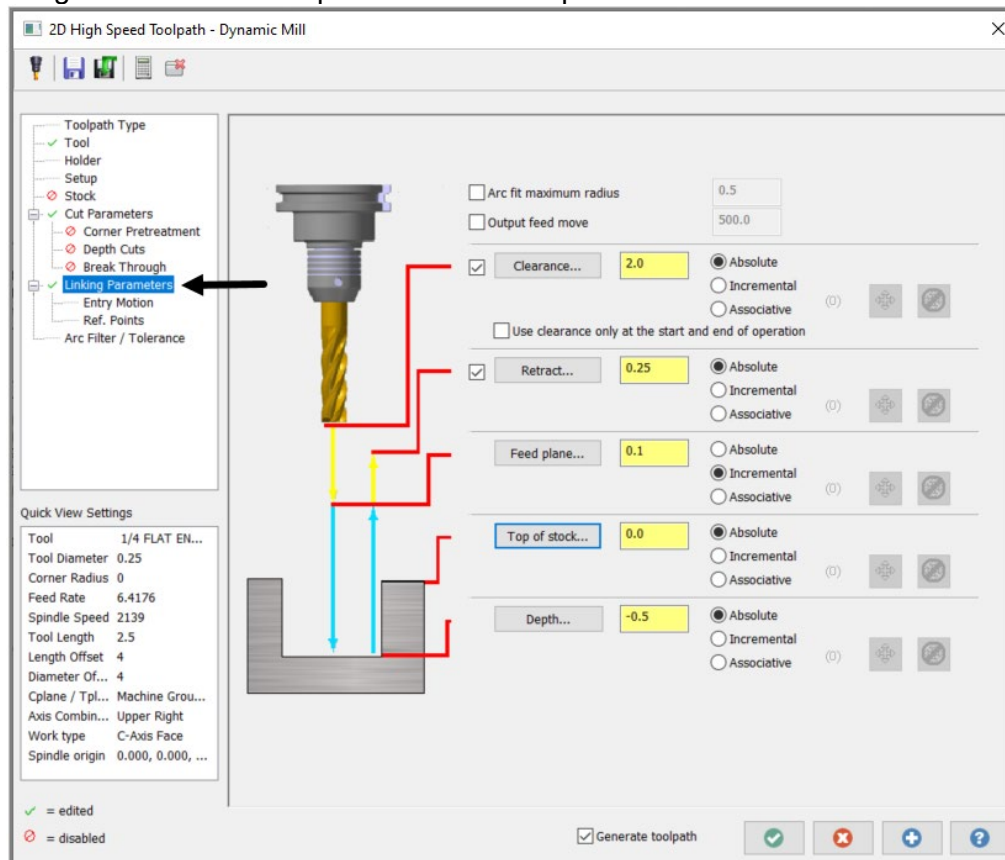 2D High Speed Toolpath - Dynamic Mill
Toolpath Type
Tool
Holder
Setup
Stock
Cut Parameters
Corner Pretreatment
Depth Cuts
Break Through
Linking Parameters
Entry Motion
Ref. Points
Arc Filter / Tolerance
Quick View Settings
Tool 1/4 FLAT EN...
Tool Diameter 0.25
Corner Radius 0
Feed Rate 6.4176
Spindle Speed 2139
Tool Length 2.5
Length Offset 4
Diameter Of... 4
Cplane / Tpl... Machine Grou...
Axis Combin... Upper Right
Work type C-Axis Face
Spindle origin 0.000, 0.000, ...
= edited
= disabled
Arc fit maximum radius 0.5
Output feed move 500.0
Clearance... 2.0 Absolute
Incremental
Associative (0)
Use clearance only at the start and end of operation
Retract... 0.25 Absolute
Incremental
Associative (0)
Feed plane... 0.1 Absolute
Incremental
Associative (0)
Top of stock... 0.0 Absolute
Incremental
Associative (0)
Depth... -0.5 Absolute
Incremental
Associative (0)
Generate toolpath